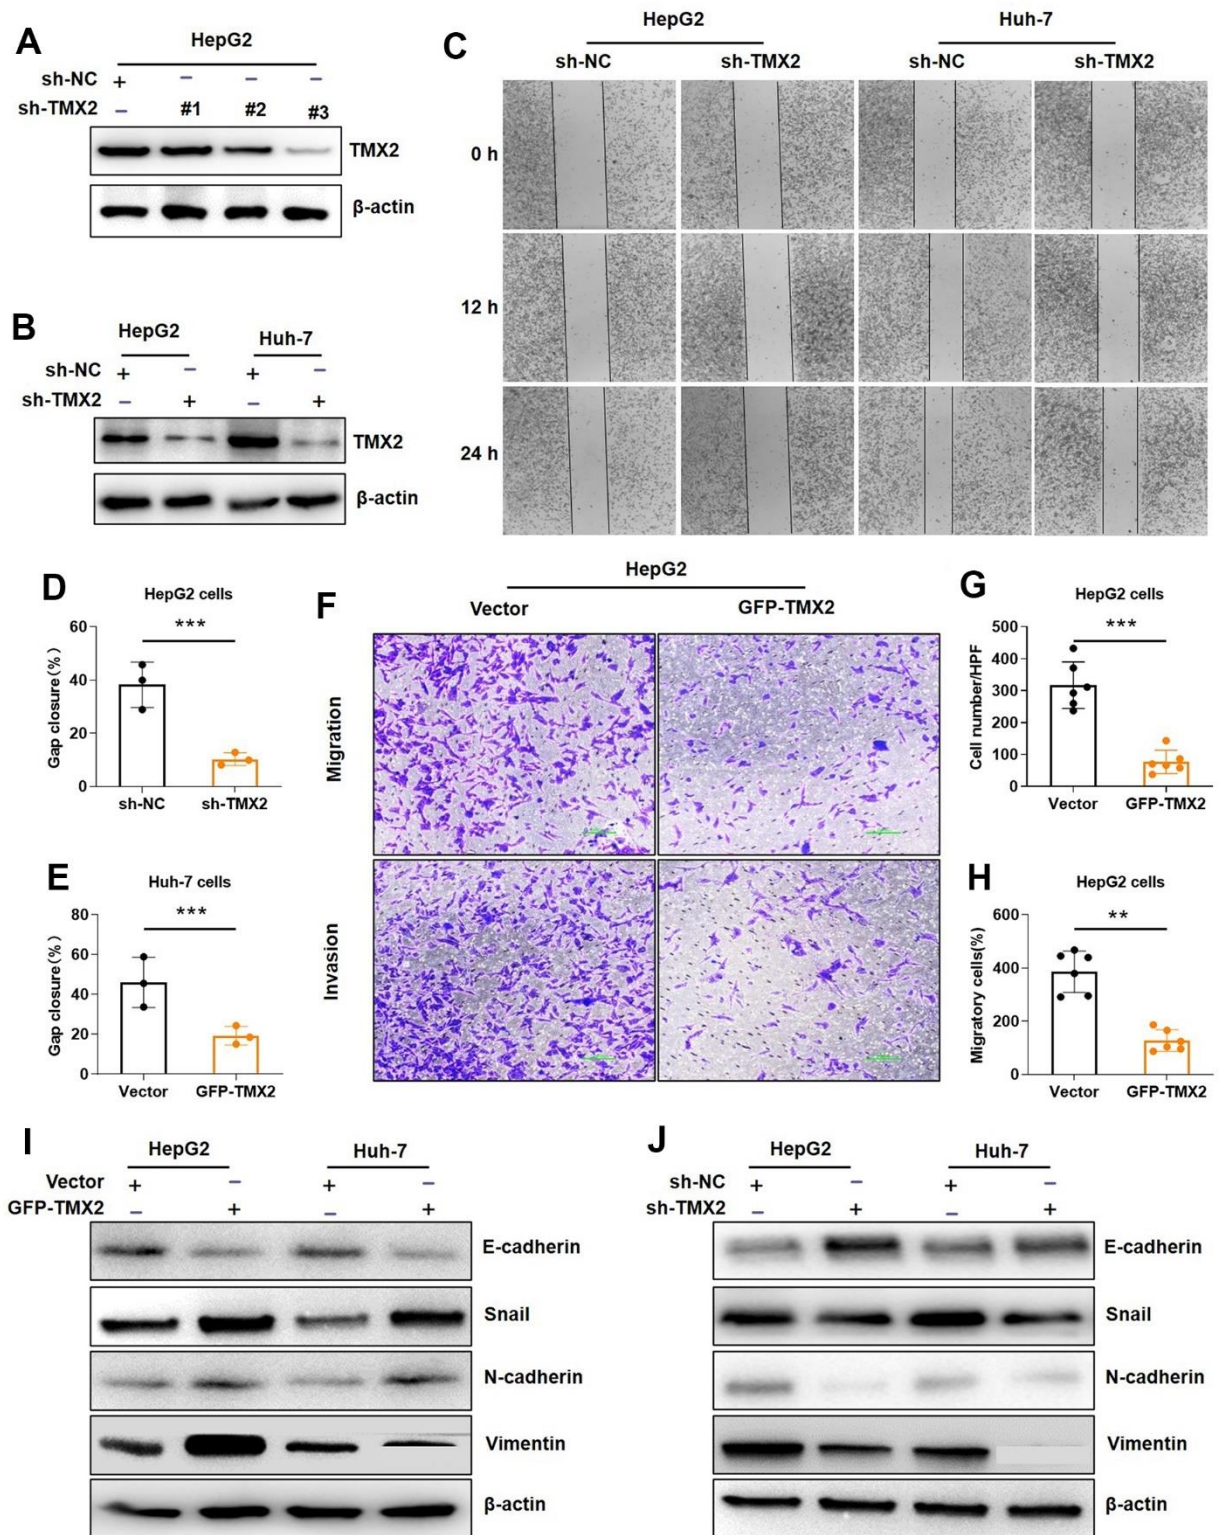 A
HepG2
sh-NC + – – –
sh-TMX2 – #1 #2 #3
TMX2
β-actin
B
HepG2 Huh-7
sh-NC + – + –
sh-TMX2 – + – +
TMX2
β-actin
C
HepG2 Huh-7
sh-NC sh-TMX2 sh-NC sh-TMX2
0 h
12 h
24 h
D
HepG2 cells
***
Gap closure(%)
60
40
20
0
sh-NC sh-TMX2
E
Huh-7 cells
***
Gap closure(%)
80
60
40
20
0
Vector GFP-TMX2
F
HepG2
Vector GFP-TMX2
Migration
Invasion
G
HepG2 cells
***
Cell number/HPF
500
400
300
200
100
0
Vector GFP-TMX2
H
HepG2 cells
**
Migratory cells(%)
600
400
200
0
Vector GFP-TMX2
I
HepG2 Huh-7
Vector + – + –
GFP-TMX2 – + – +
E-cadherin
Snail
N-cadherin
Vimentin
β-actin
J
HepG2 Huh-7
sh-NC + – + –
sh-TMX2 – + – +
E-cadherin
Snail
N-cadherin
Vimentin
β-actin